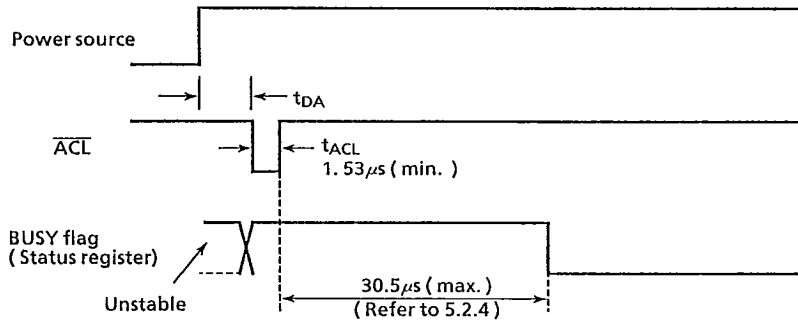 Power source
tDA
ACL
tACL
1.53μs ( min. )
BUSY flag
( Status register)
Unstable
30.5μs ( max. )
( Refer to 5.2.4 )